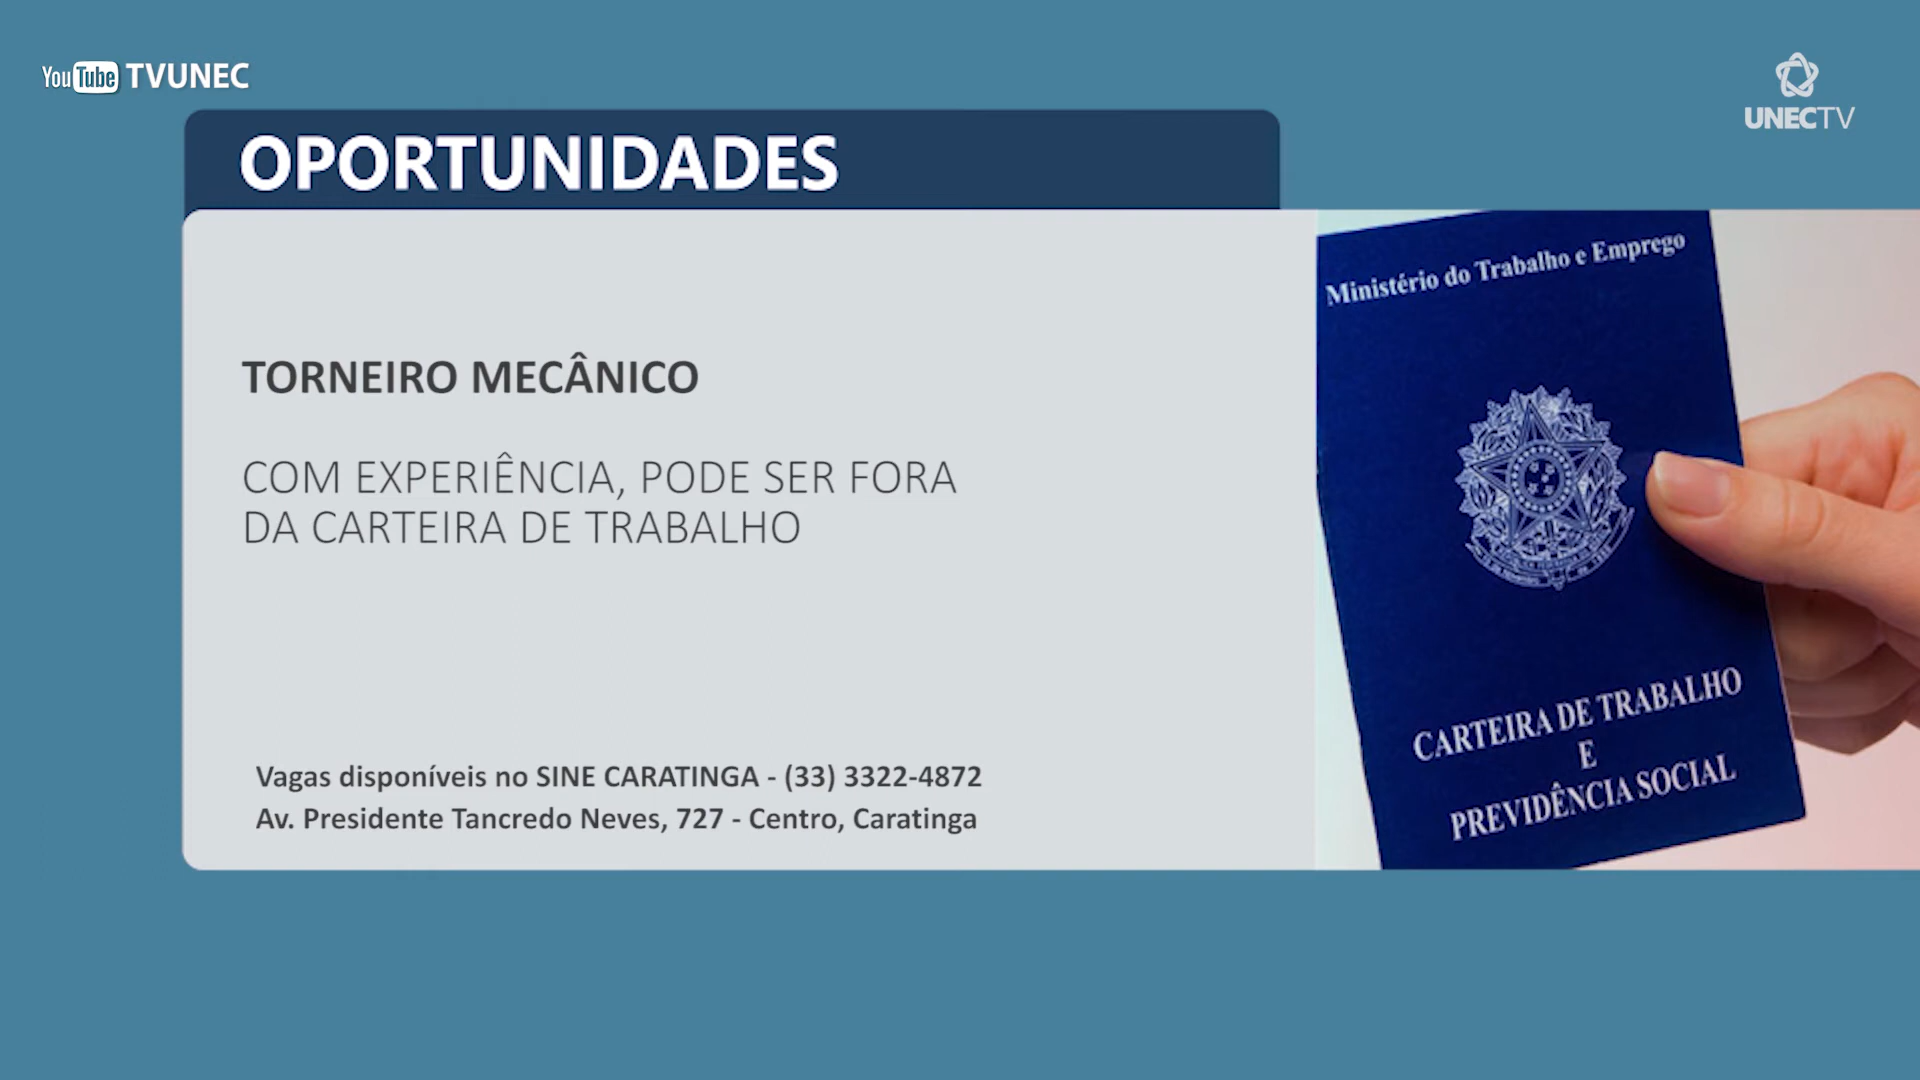 YouTube TVUNEC
UNECTV
OPORTUNIDADES
TORNEIRO MECÂNICO
COM EXPERIÊNCIA, PODE SER FORA
DA CARTEIRA DE TRABALHO
Vagas disponíveis no SINE CARATINGA - (33) 3322-4872
Av. Presidente Tancredo Neves, 727 - Centro, Caratinga
Ministério do Trabalho e Emprego
CARTEIRA DE TRABALHO
E
PREVIDÊNCIA SOCIAL